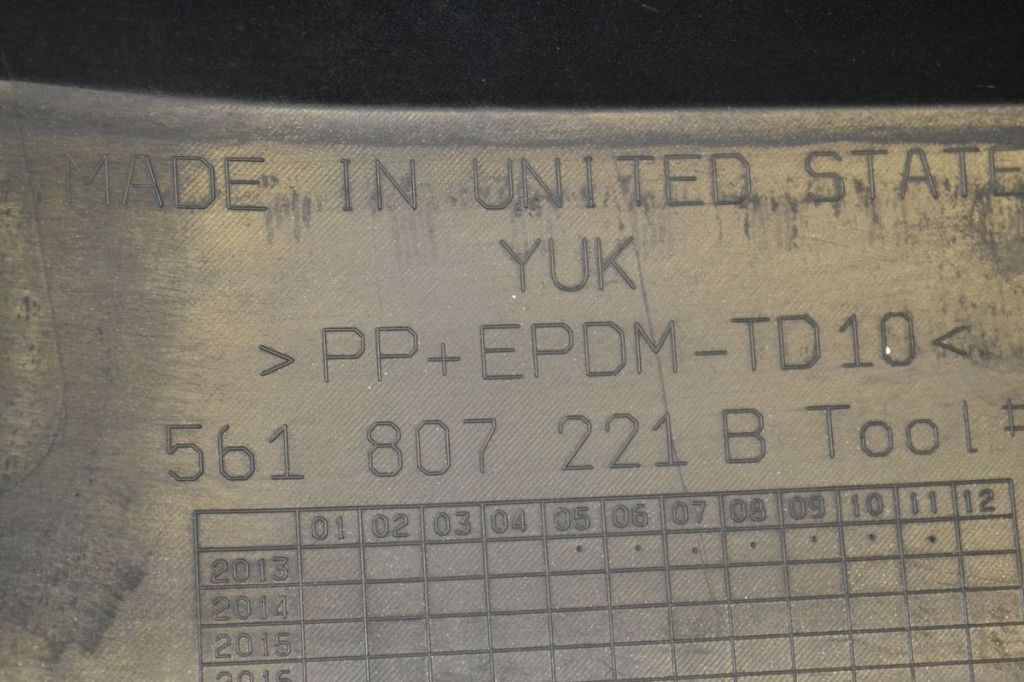 MADE IN UNITED STATE
YUK
>PP+EPDM-TD10<
561 807 221 B Tool #
01 02 03 04 05 06 07 08 09 10 11 12
2013
2014
2015